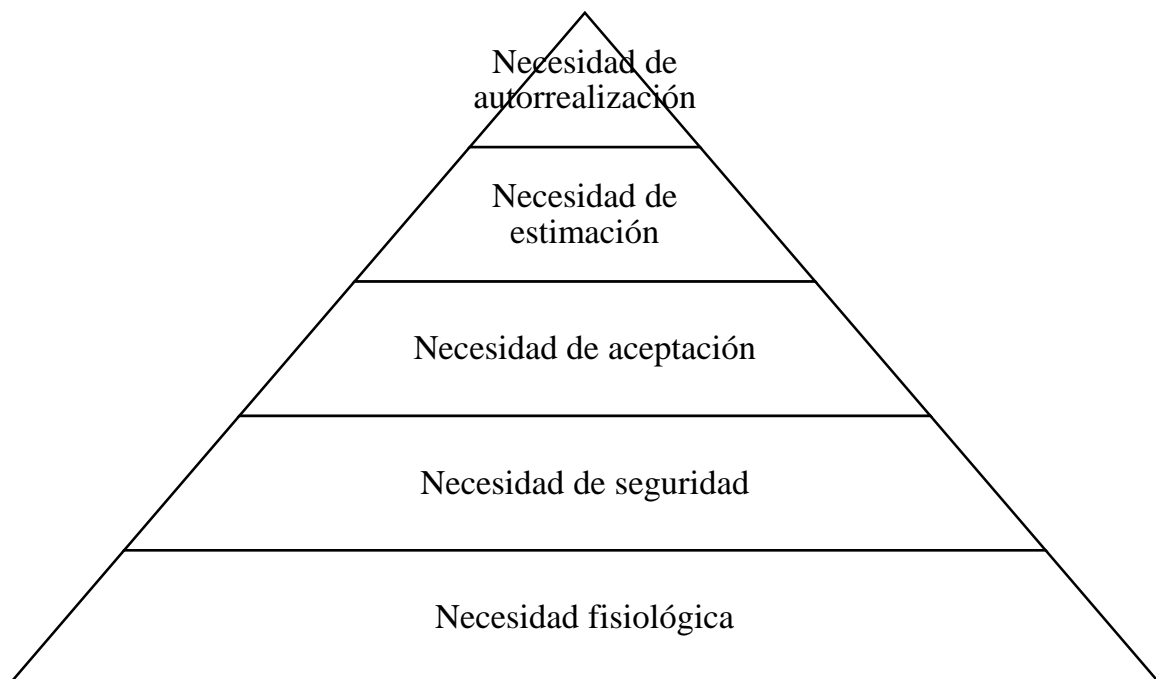 Necesidad de
autorrealización
Necesidad de
estimación
Necesidad de aceptación
Necesidad de seguridad
Necesidad fisiológica